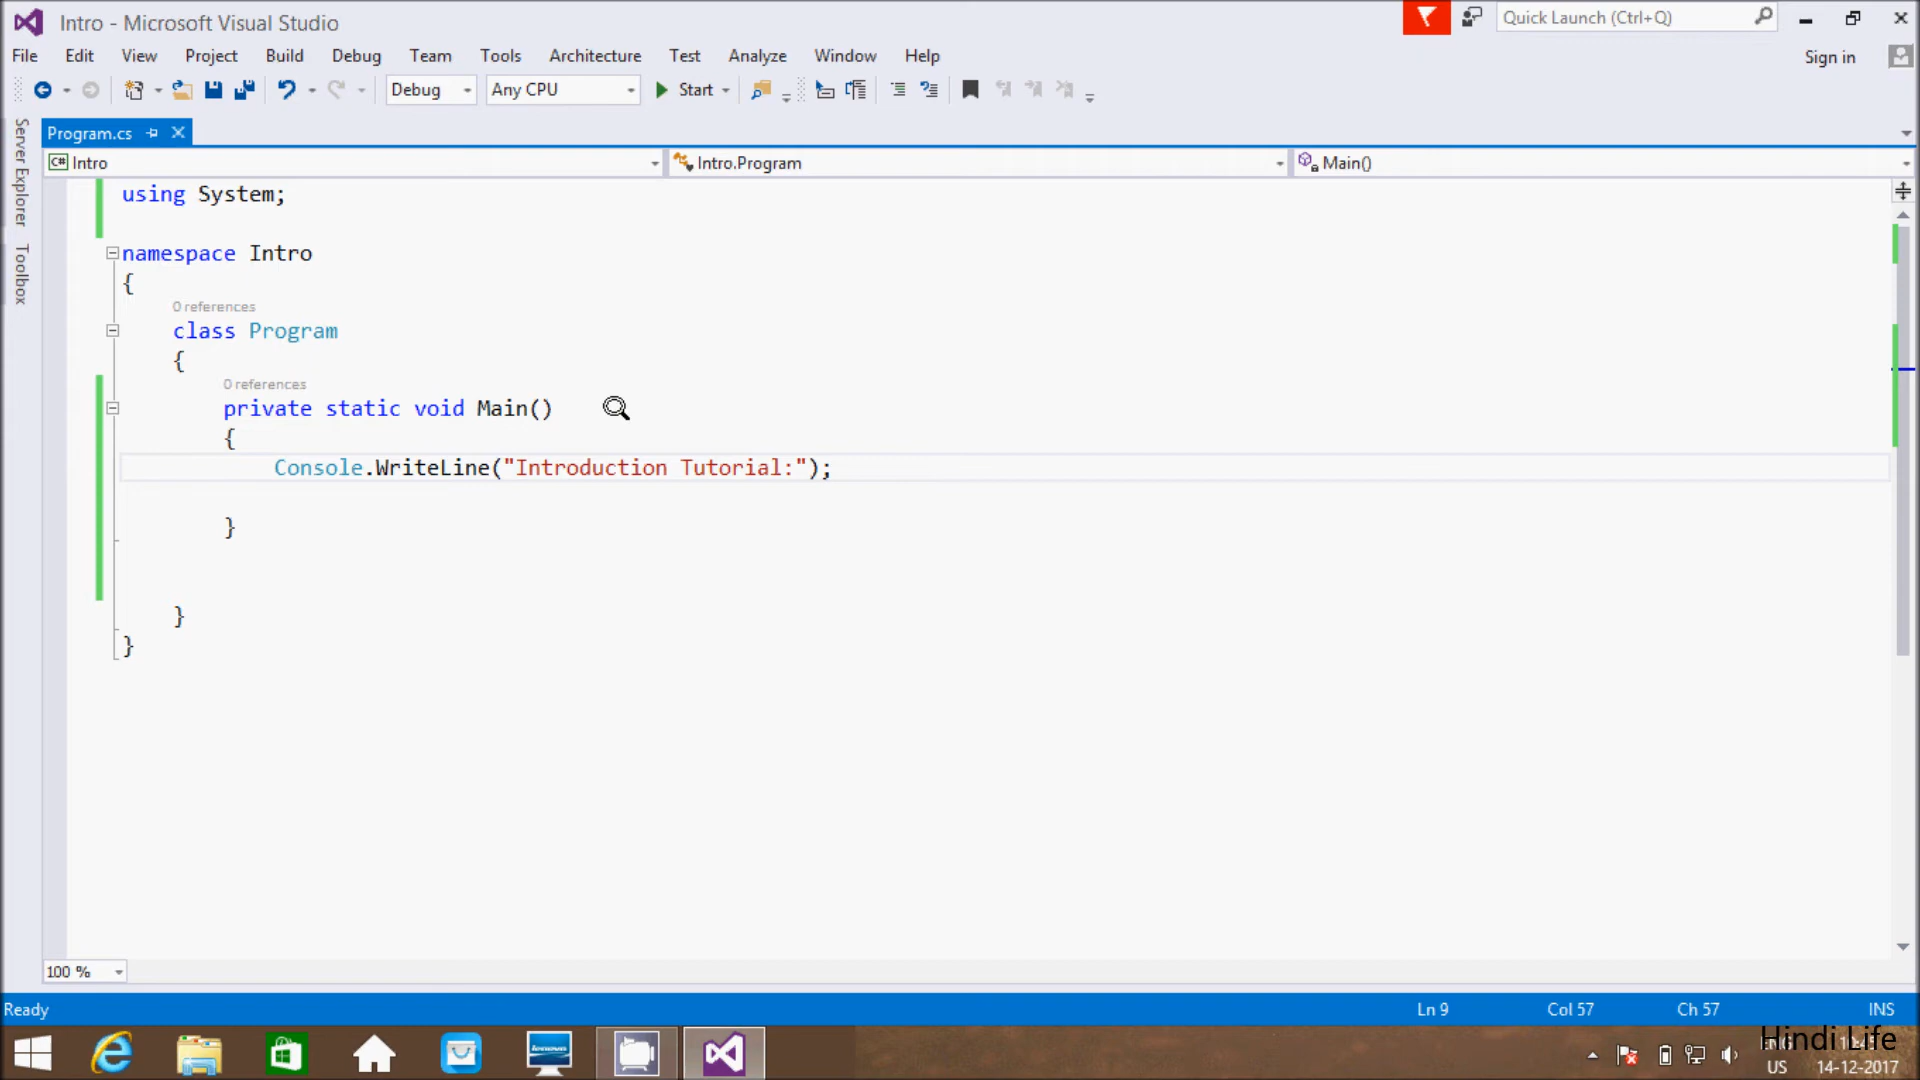 Intro - Microsoft Visual Studio
Quick Launch (Ctrl+Q)
File Edit View Project Build Debug Team Tools Architecture Test Analyze Window Help
Sign in
Debug Any CPU Start
Server Explorer
Toolbox
Program.cs
C# Intro Intro.Program Main()
using System;
namespace Intro
{
0 references
class Program
{
0 references
private static void Main()
{
Console.WriteLine("Introduction Tutorial:");
}
}
}
100 %
Ready Ln 9 Col 57 Ch 57 INS
Hindi Life
US 14-12-2017